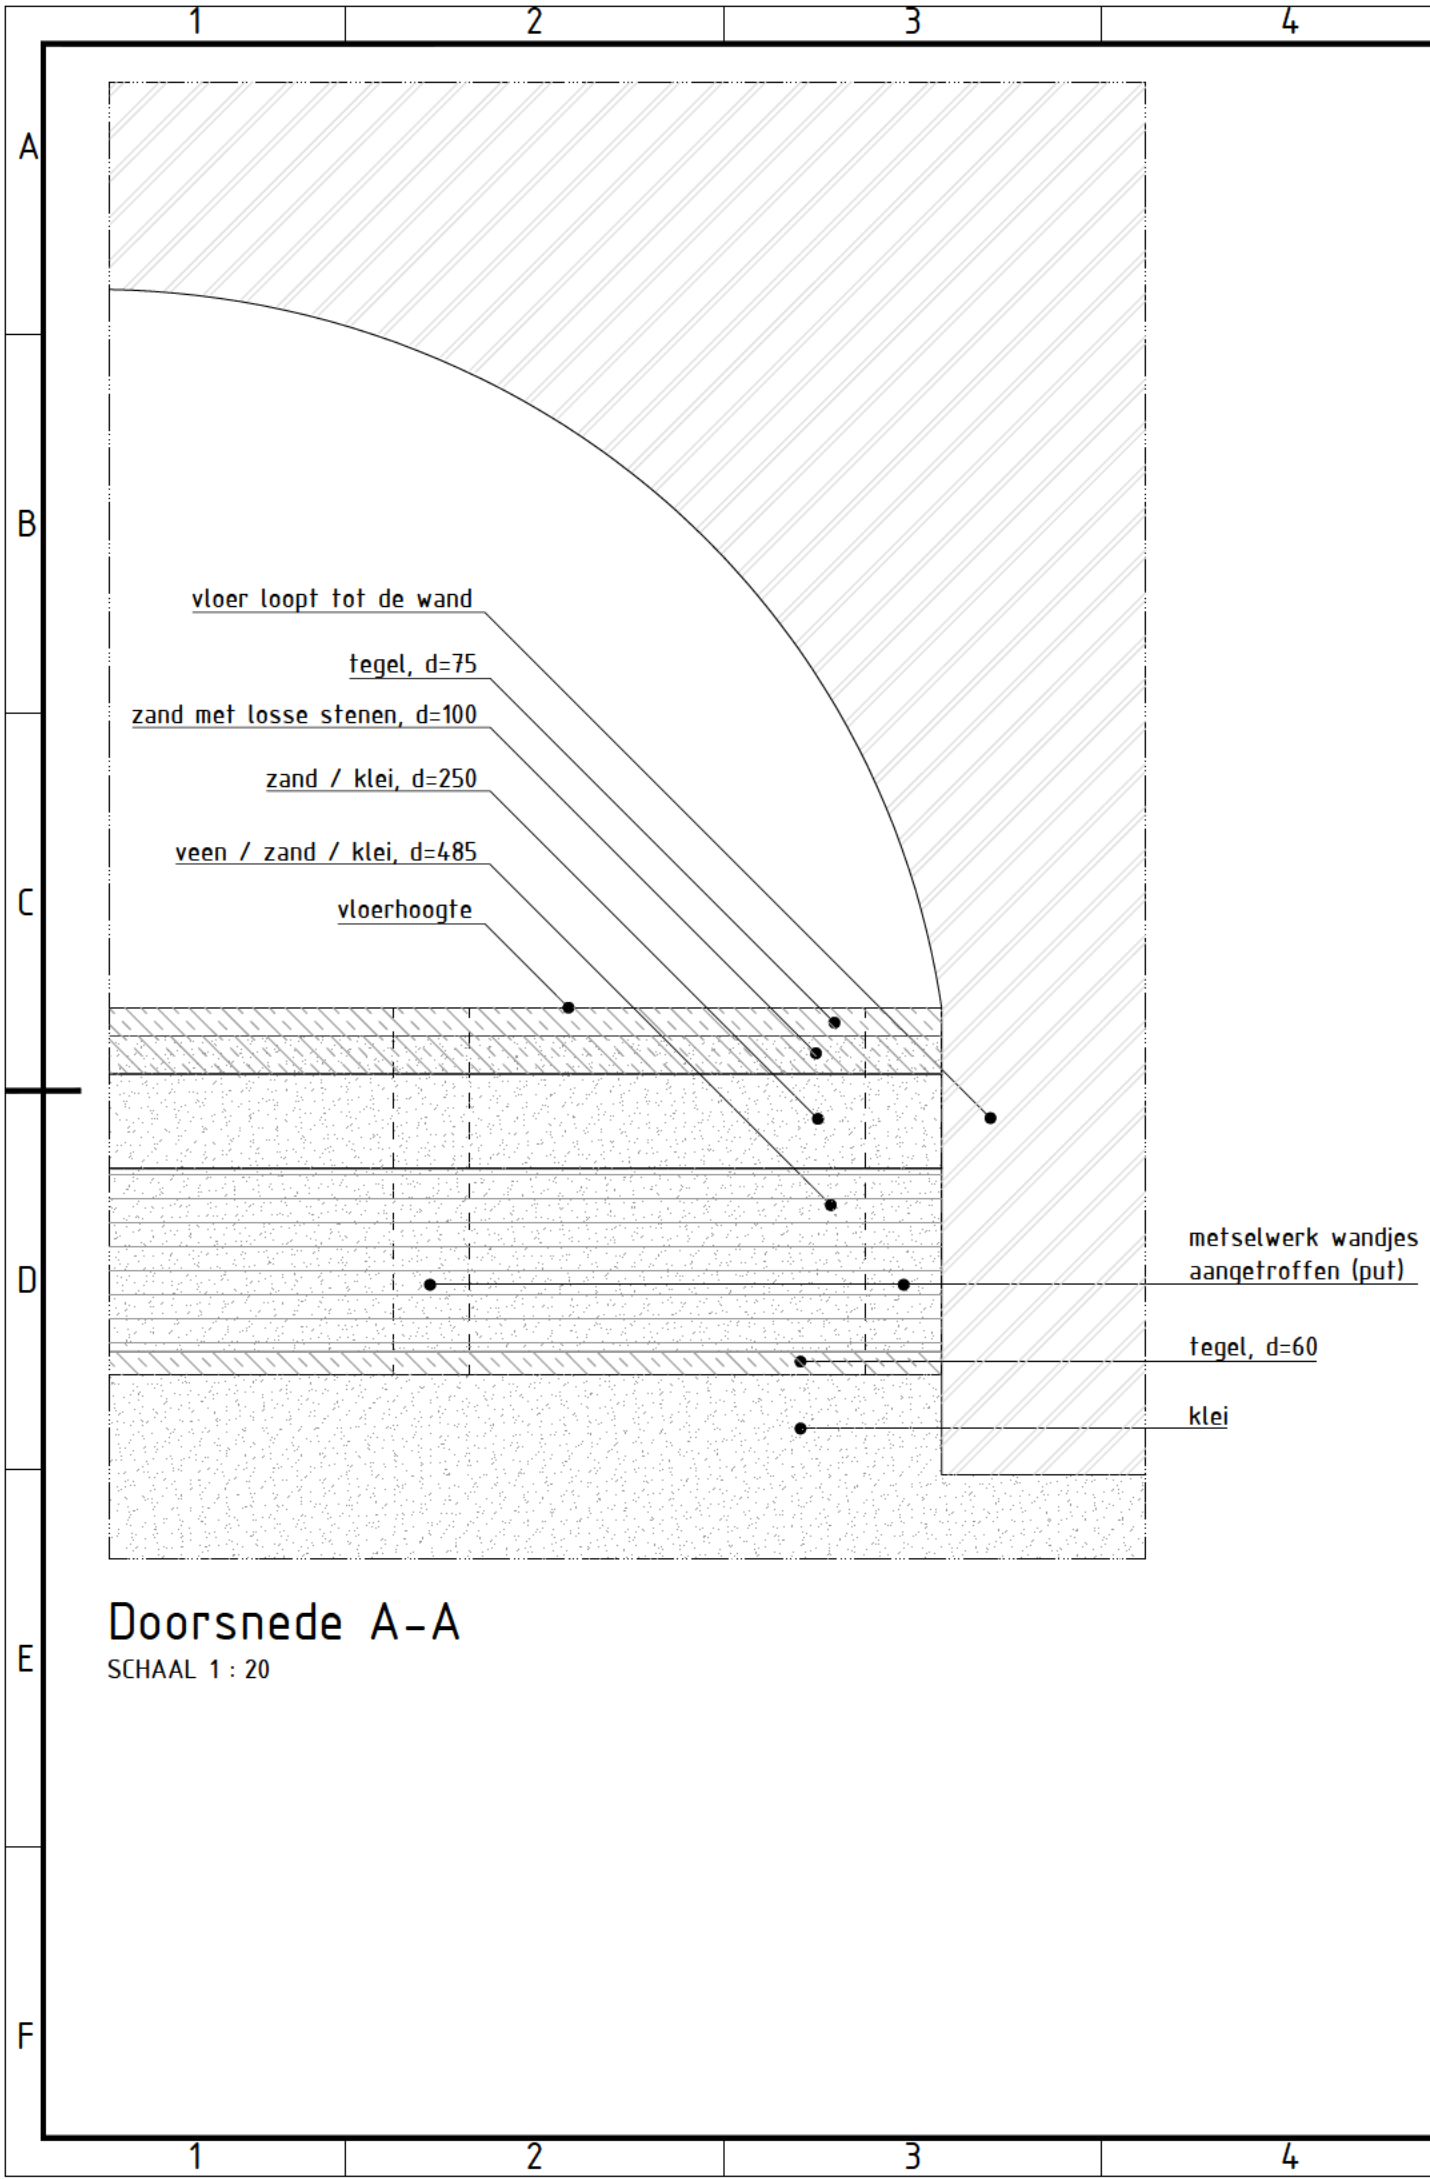 1 2 3 4
A
B
vloer loopt tot de wand
tegel, d=75
zand met losse stenen, d=100
zand / klei, d=250
veen / zand / klei, d=485
C
vloerhoogte
metselwerk wandjes
aangetroffen (put)
D
tegel, d=60
klei
Doorsnede A-A
E
SCHAAL 1 : 20
F
1 2 3 4